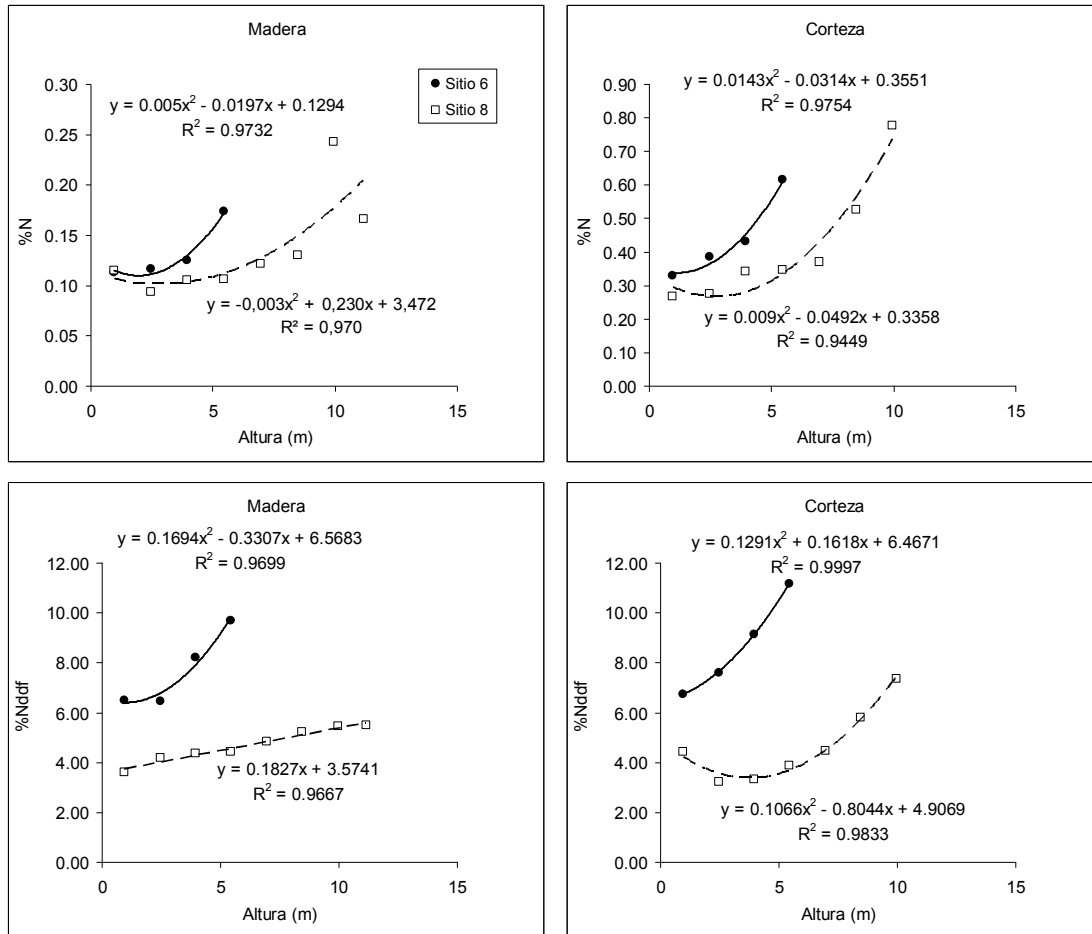 Madera
0.30
0.25
0.20
0.15
0.10
0.05
0.00
%N
0
5
10
15
Altura (m)
● Sitio 6
□ Sitio 8
y = 0.005x² - 0.0197x + 0.1294
R² = 0.9732
y = -0,003x² + 0,230x + 3,472
R² = 0,970
Corteza
0.90
0.80
0.70
0.60
0.50
0.40
0.30
0.20
0.10
0.00
%N
0
5
10
15
Altura (m)
y = 0.0143x² - 0.0314x + 0.3551
R² = 0.9754
y = 0.009x² - 0.0492x + 0.3358
R² = 0.9449
Madera
y = 0.1694x² - 0.3307x + 6.5683
R² = 0.9699
12.00
10.00
8.00
6.00
4.00
2.00
0.00
%Nddf
0
5
10
15
Altura (m)
y = 0.1827x + 3.5741
R² = 0.9667
Corteza
y = 0.1291x² + 0.1618x + 6.4671
R² = 0.9997
12.00
10.00
8.00
6.00
4.00
2.00
0.00
%Nddf
0
5
10
15
Altura (m)
y = 0.1066x² - 0.8044x + 4.9069
R² = 0.9833